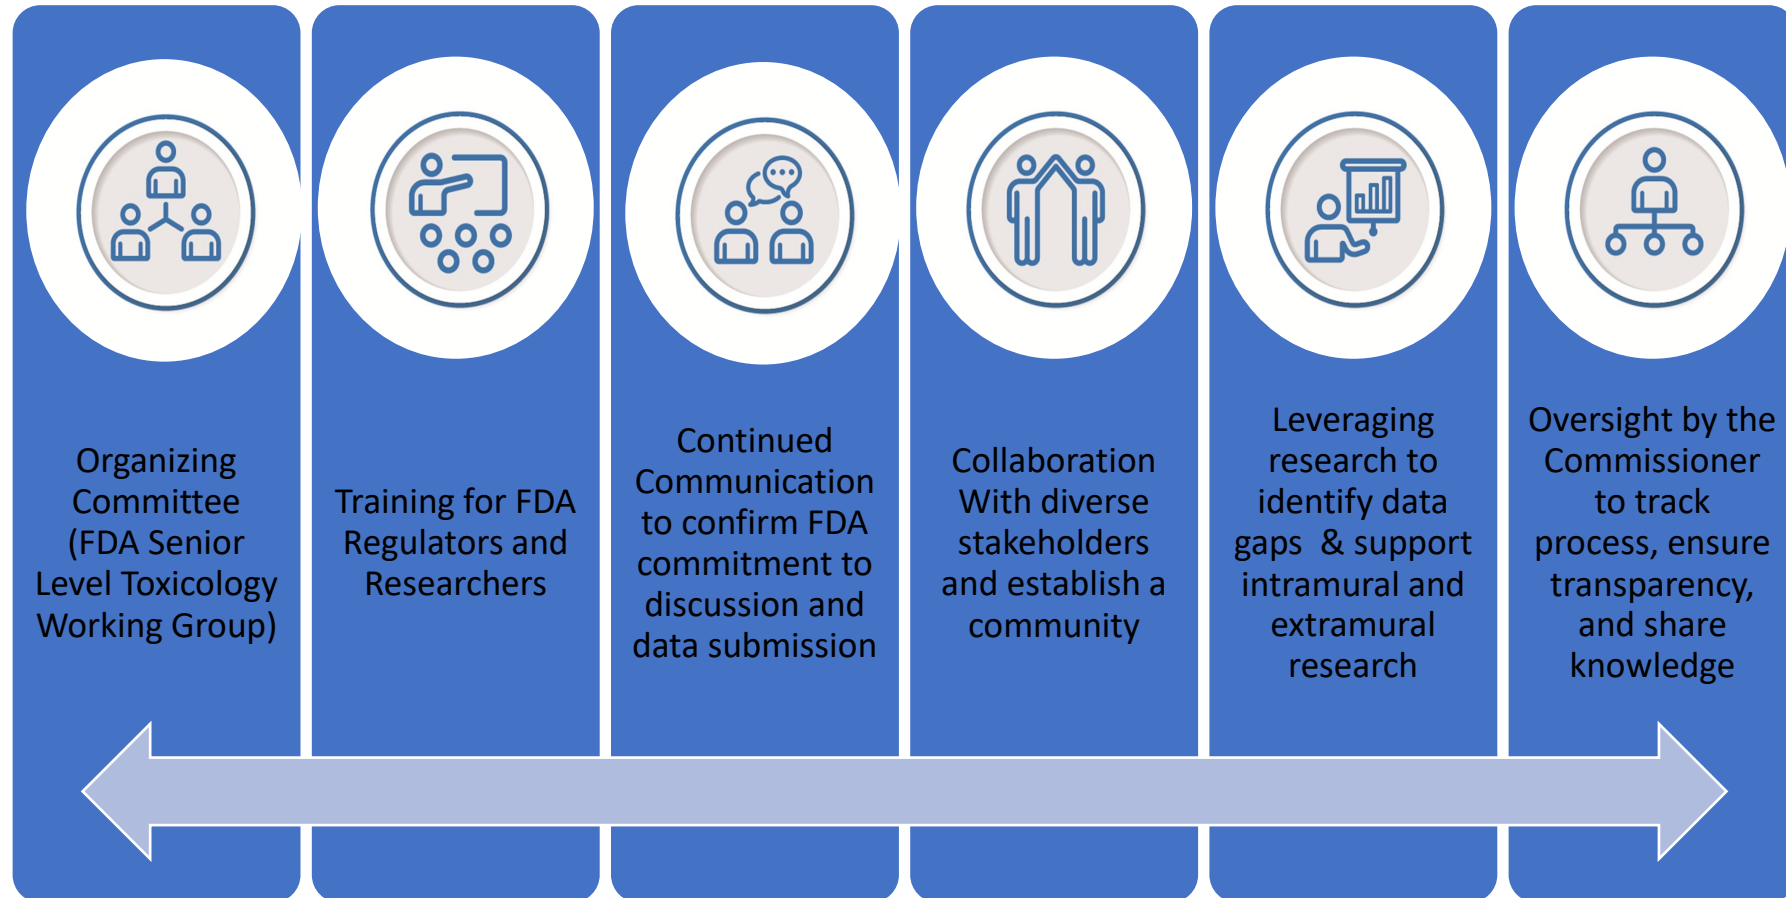 Organizing
Committee
(FDA Senior
Level Toxicology
Working Group)
Training for FDA
Regulators and
Researchers
Continued
Communication
to confirm FDA
commitment to
discussion and
data submission
Collaboration
With diverse
stakeholders
and establish a
community
Leveraging
research to
identify data
gaps  & support
intramural and
extramural
research
Oversight by the
Commissioner
to track
process, ensure
transparency,
and share
knowledge